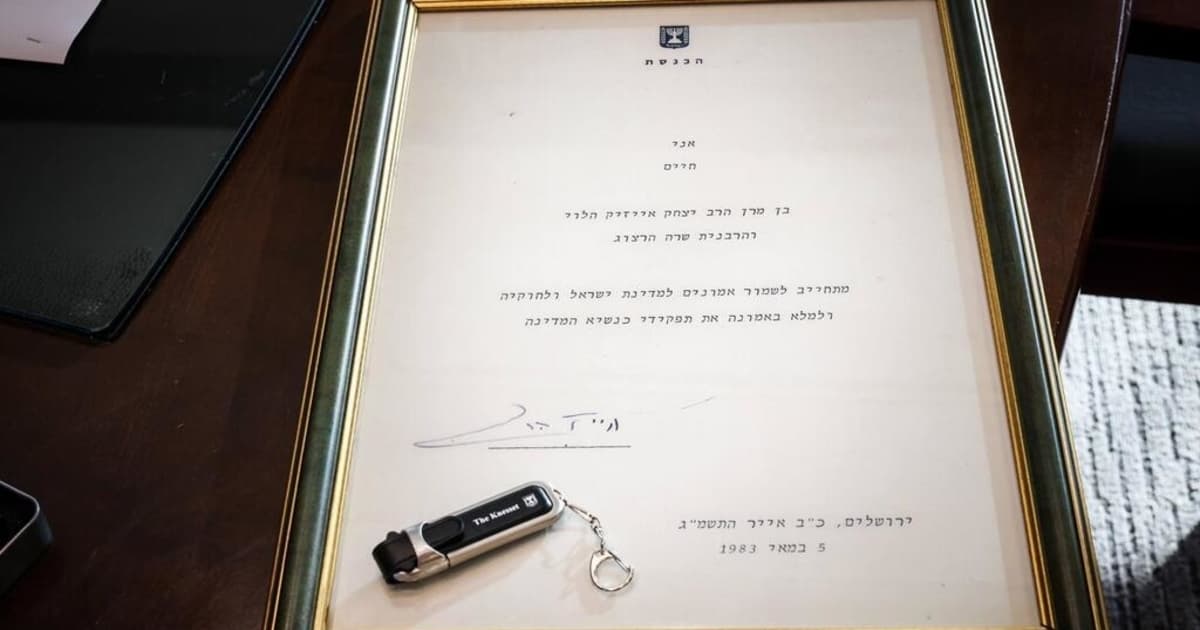 הכנסת
אני
חיים
בן מרן הרב יצחק אייזיק הלוי
והרבנית שרה הרצוג
מתחייב לשמור אמונים למדינת ישראל ולחוקיה
ולמלא באמונה את תפקידי כנשיא המדינה
חיים
The Knesset
ירושלים, כ"ב אייר התשמ"ג
5 במאי 1983